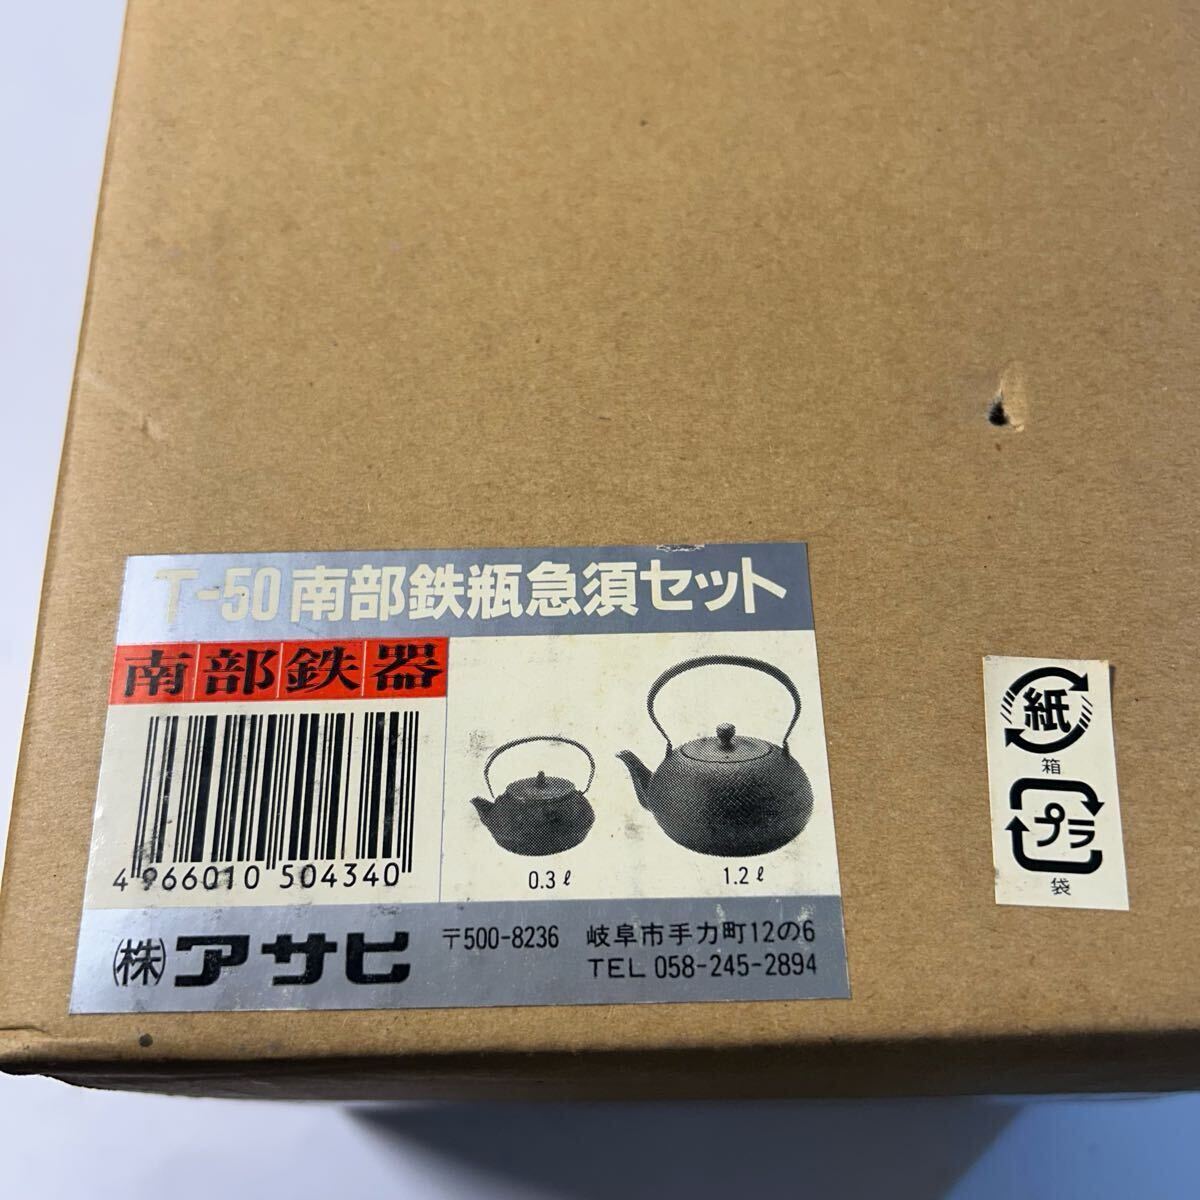 T-50 南部鉄瓶急須セット
南部鉄器
4 966010 504340
0.3ℓ
1.2ℓ
㈱アサヒ
〒500-8236 岐阜市手力町12の6
TEL 058-245-2894
紙
箱
プラ
袋